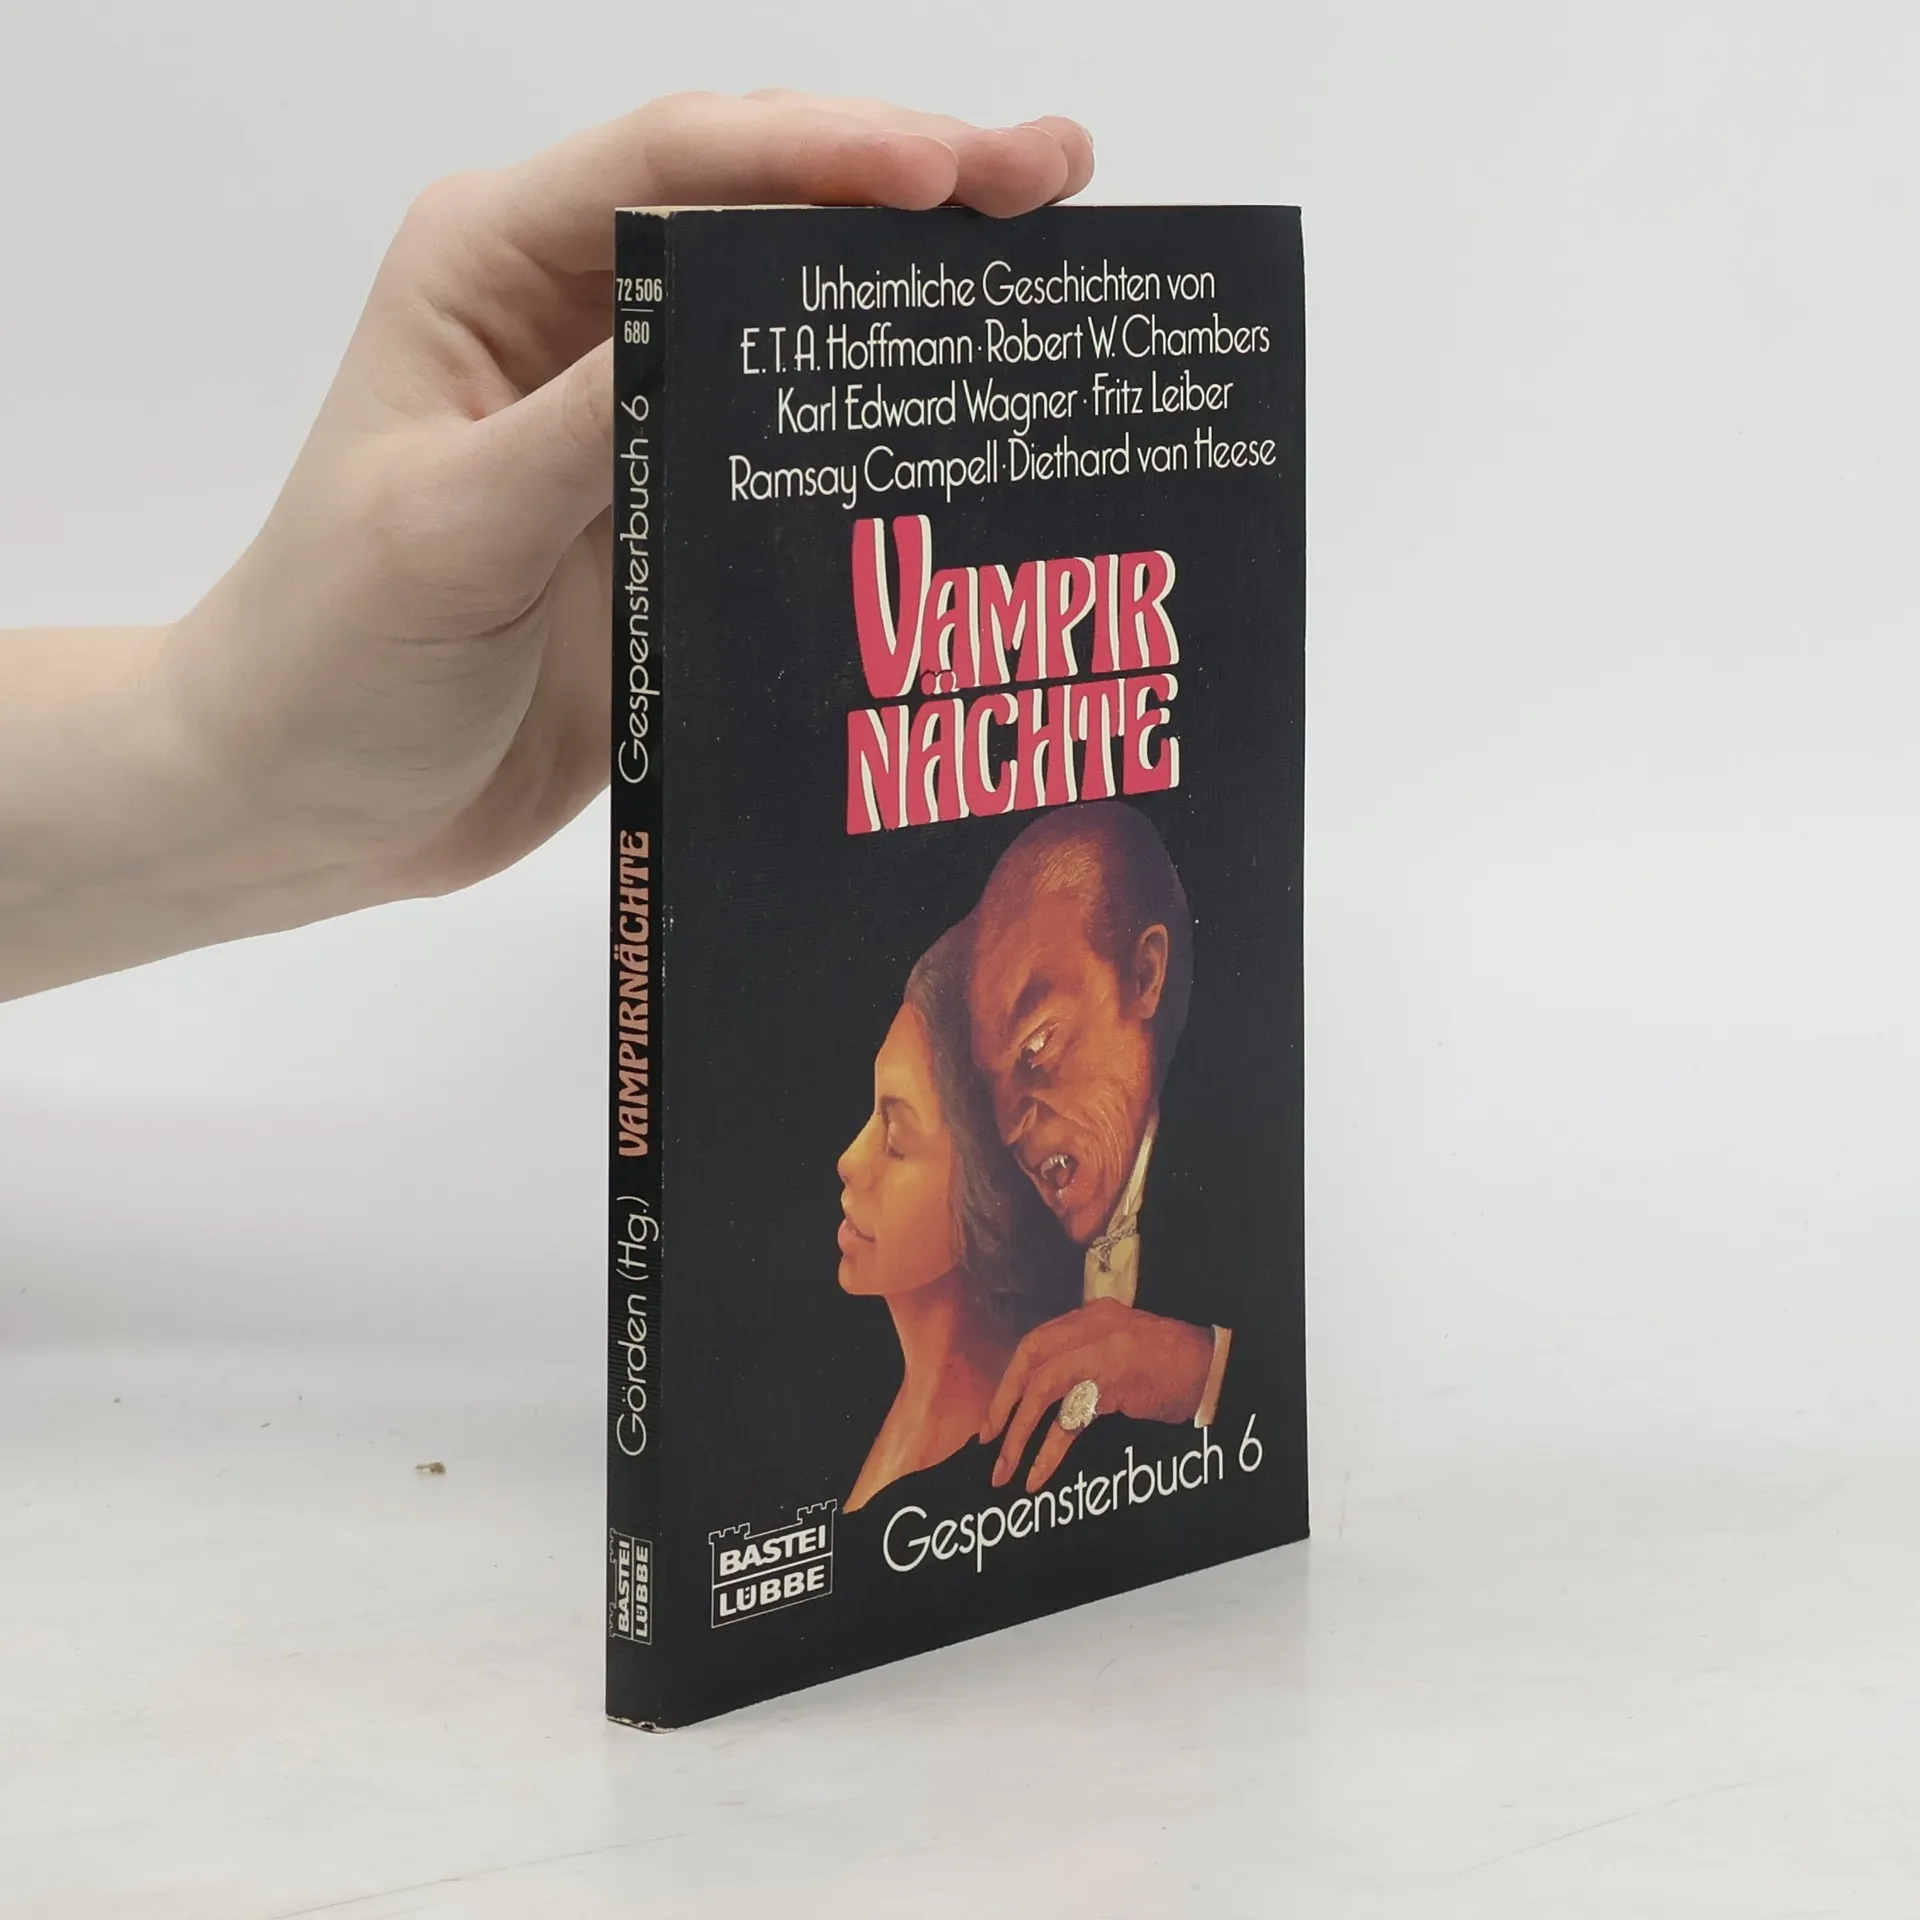 72 506
680
Gespensterbuch 6
VAMPIRNÄCHTE
Görden (Hg.)
BASTEI
LÜBBE
Unheimliche Geschichten von
E.T.A. Hoffmann · Robert W. Chambers
Karl Edward Wagner · Fritz Leiber
Ramsay Campell · Diethard van Heese
VAMPIR
NÄCHTE
Gespensterbuch 6
BASTEI
LÜBBE